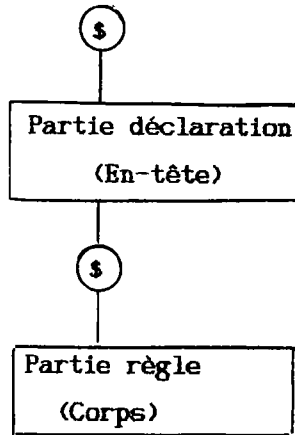 $
Partie déclaration
(En-tête)
$
Partie règle
(Corps)